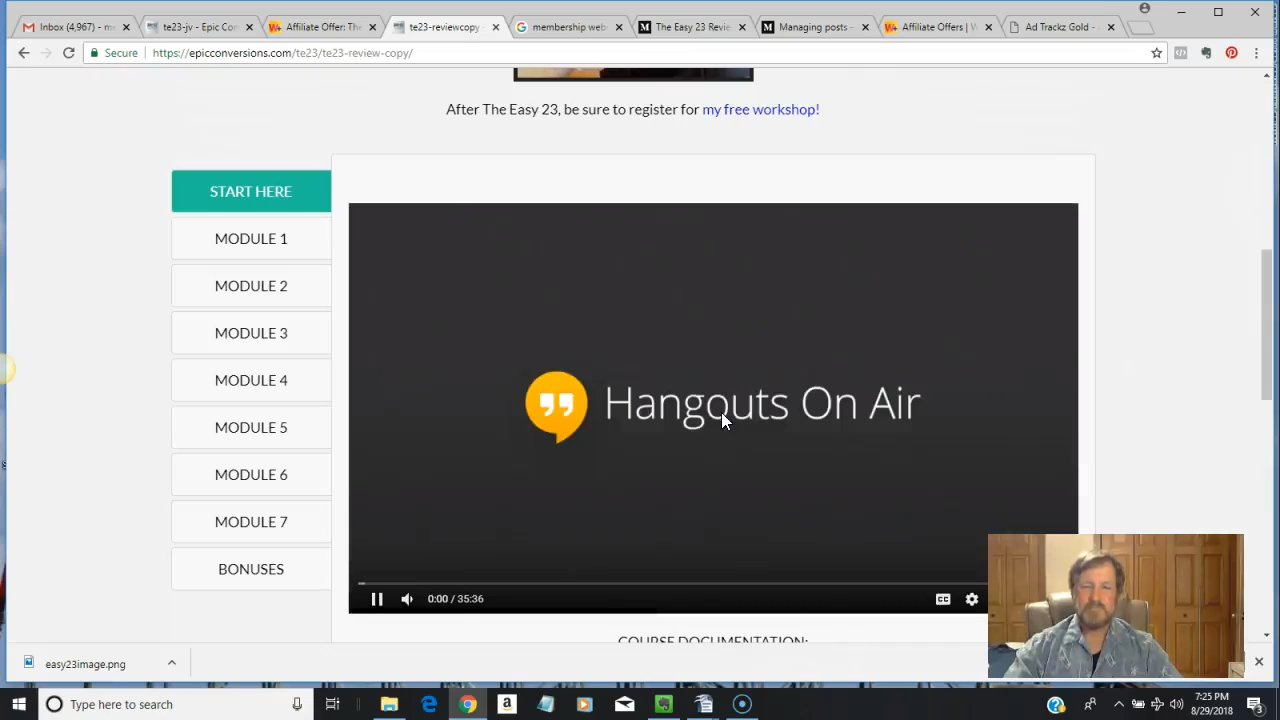 Inbox (4,967) - m
te23-jv - Epic Con
Affiliate Offer: The
te23-reviewcopy
membership web
The Easy 23 Revie
Managing posts –
Affiliate Offers | W
Ad Trackz Gold -
Secure
https://epicconversions.com/te23/te23-review-copy/
After The Easy 23, be sure to register for my free workshop!
START HERE
MODULE 1
MODULE 2
MODULE 3
MODULE 4
MODULE 5
MODULE 6
MODULE 7
BONUSES
Hangouts On Air
0:00 / 35:36
CC
COURSE DOCUMENTATION:
easy23image.png
Type here to search
7:25 PM
8/29/2018
3